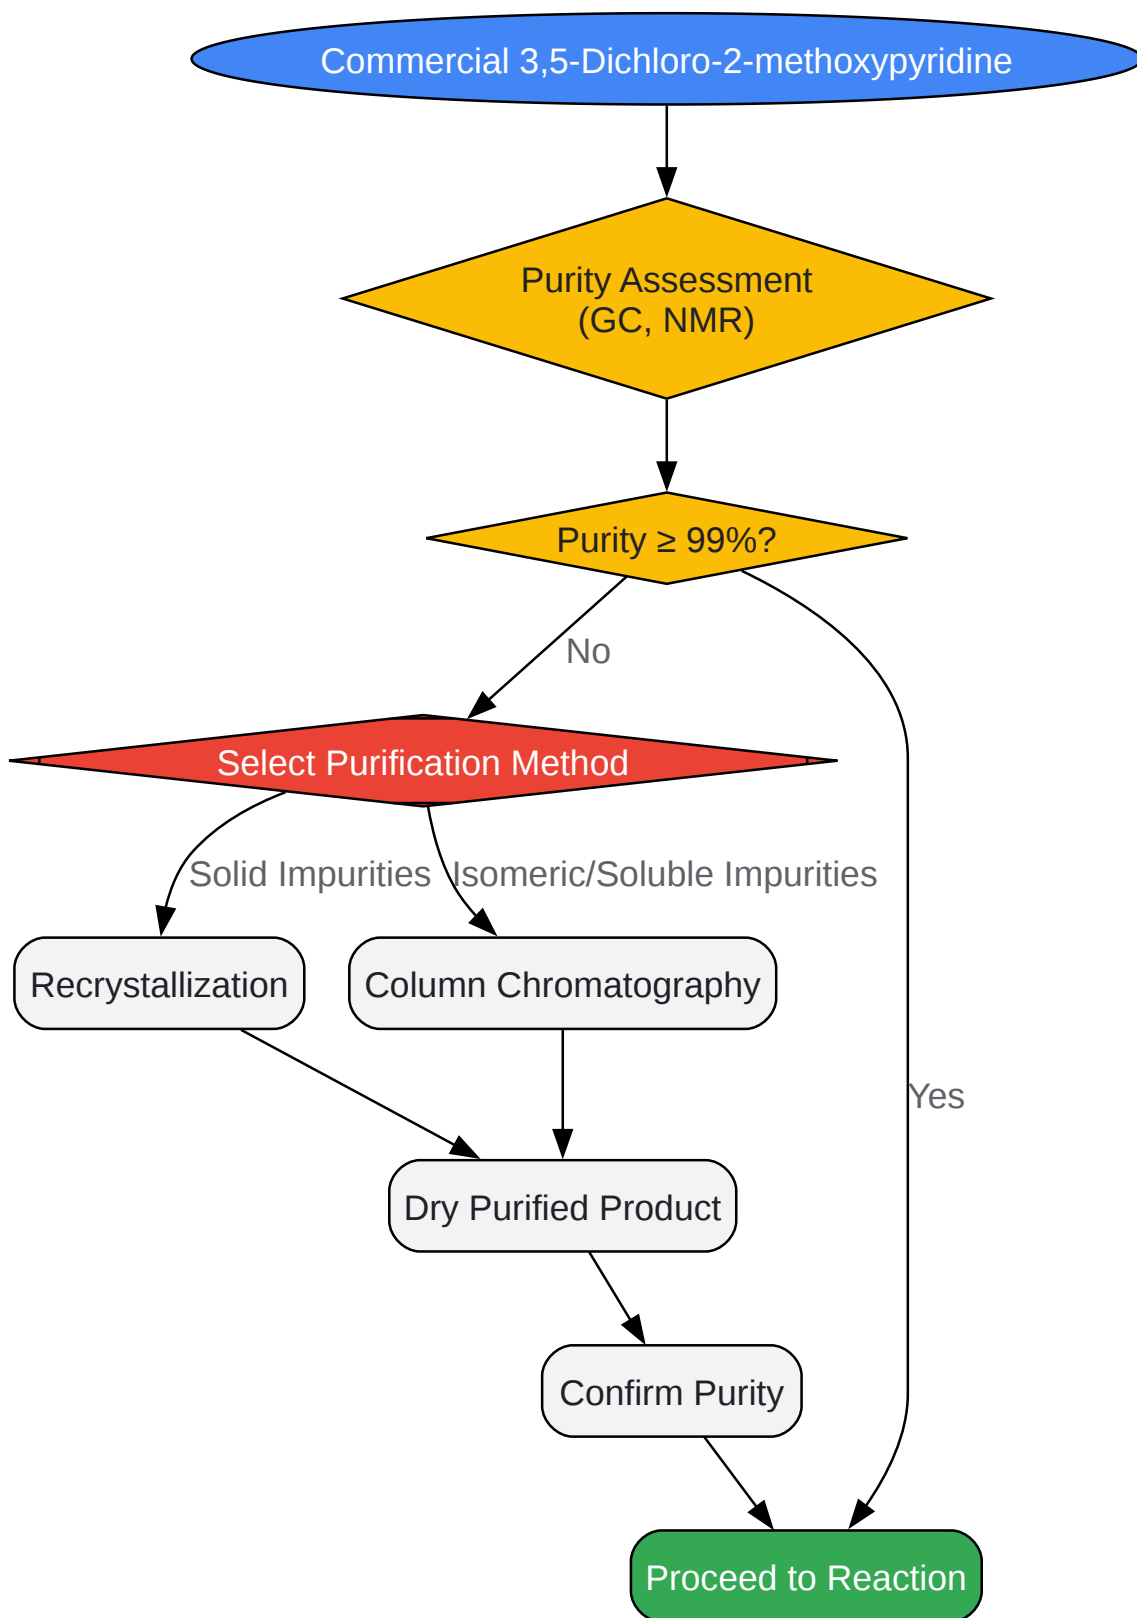 Commercial 3,5-Dichloro-2-methoxypyridine
Purity Assessment
(GC, NMR)
Purity ≥ 99%?
No
Select Purification Method
Solid Impurities
Isomeric/Soluble Impurities
Recrystallization
Column Chromatography
Yes
Dry Purified Product
Confirm Purity
Proceed to Reaction